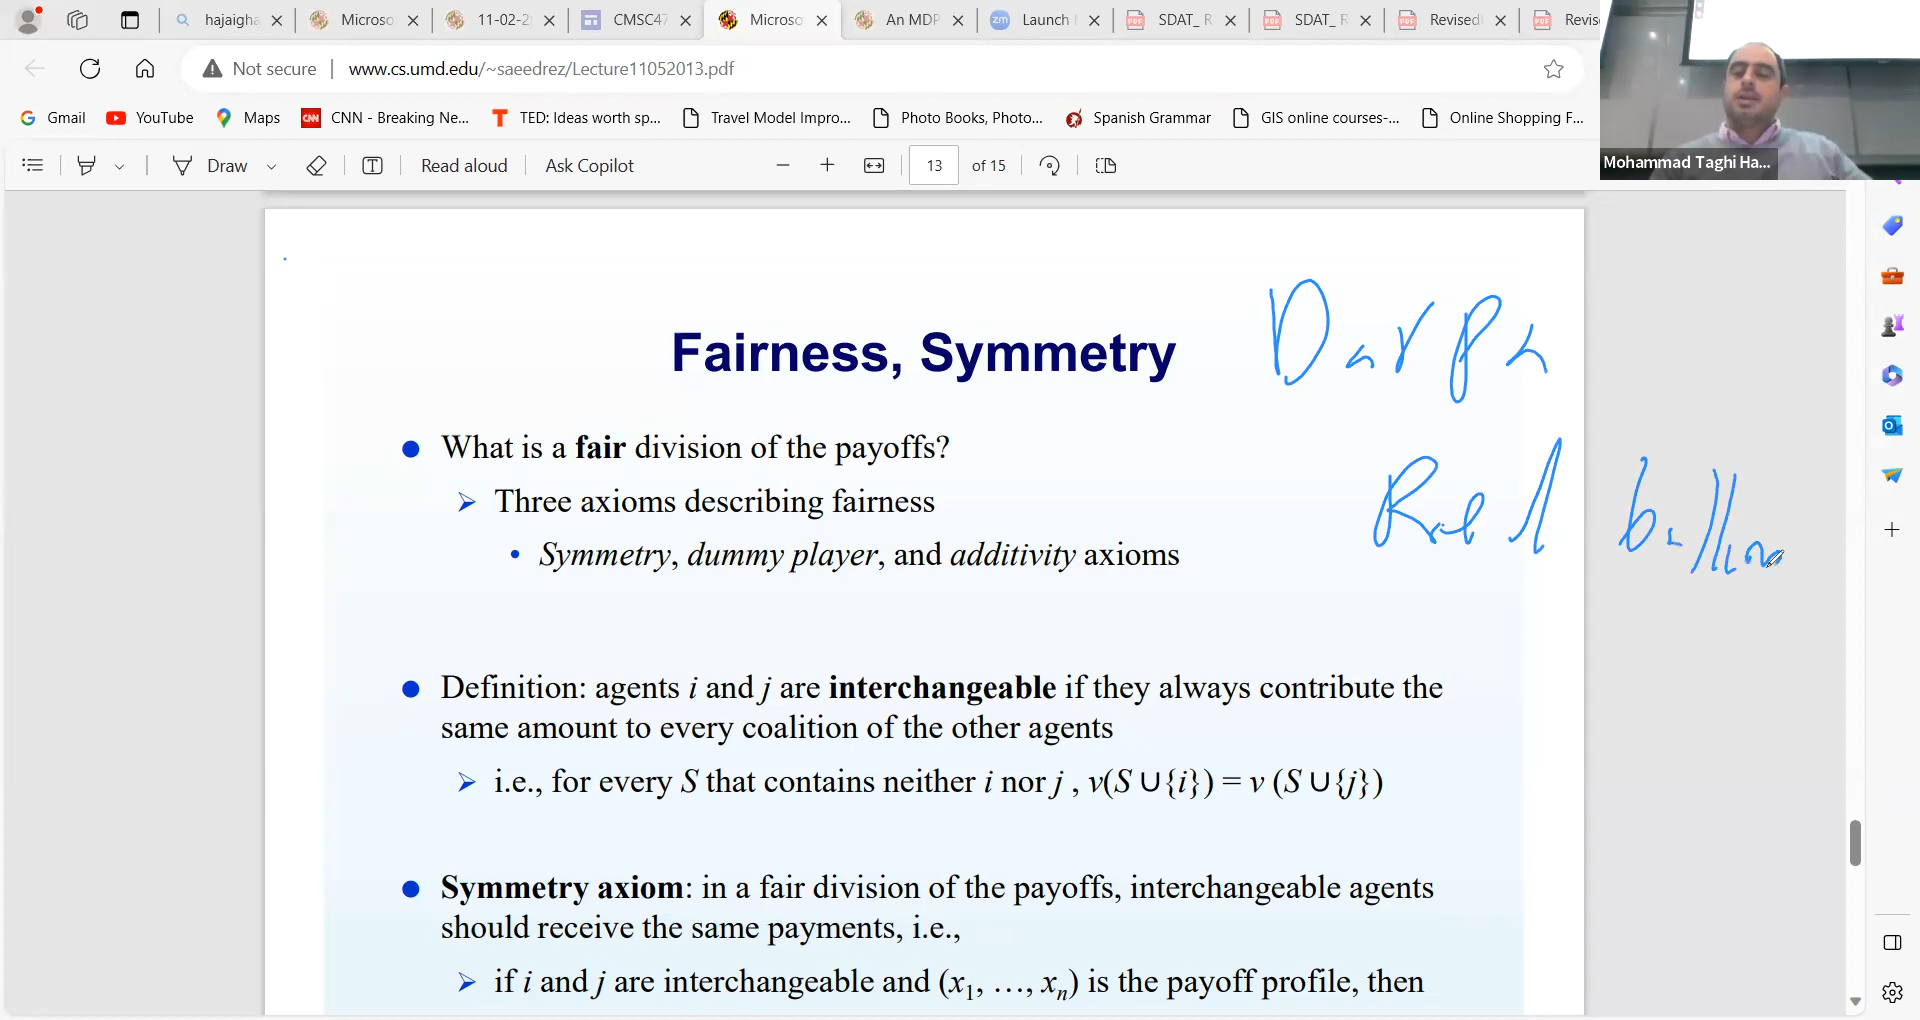 hajaigha
Microso
11-02-2
CMSC47
Microso
An MDP
Launch
SDAT_ R
SDAT_ R
Revised
Revis
Not secure
www.cs.umd.edu/~saeedrez/Lecture11052013.pdf
Gmail
YouTube
Maps
CNN - Breaking Ne...
TED: Ideas worth sp...
Travel Model Impro...
Photo Books, Photo...
Spanish Grammar
GIS online courses-...
Online Shopping F...
Draw
Read aloud
Ask Copilot
13 of 15
Mohammad Taghi Ha...
Fairness, Symmetry
Darpa
Red
● What is a fair division of the payoffs?
➢ Three axioms describing fairness
• Symmetry, dummy player, and additivity axioms
● Definition: agents i and j are interchangeable if they always contribute the
same amount to every coalition of the other agents
➢ i.e., for every S that contains neither i nor j , v(S ∪{i}) = v (S ∪{j})
● Symmetry axiom: in a fair division of the payoffs, interchangeable agents
should receive the same payments, i.e.,
➢ if i and j are interchangeable and (x₁, …, xₙ) is the payoff profile, then